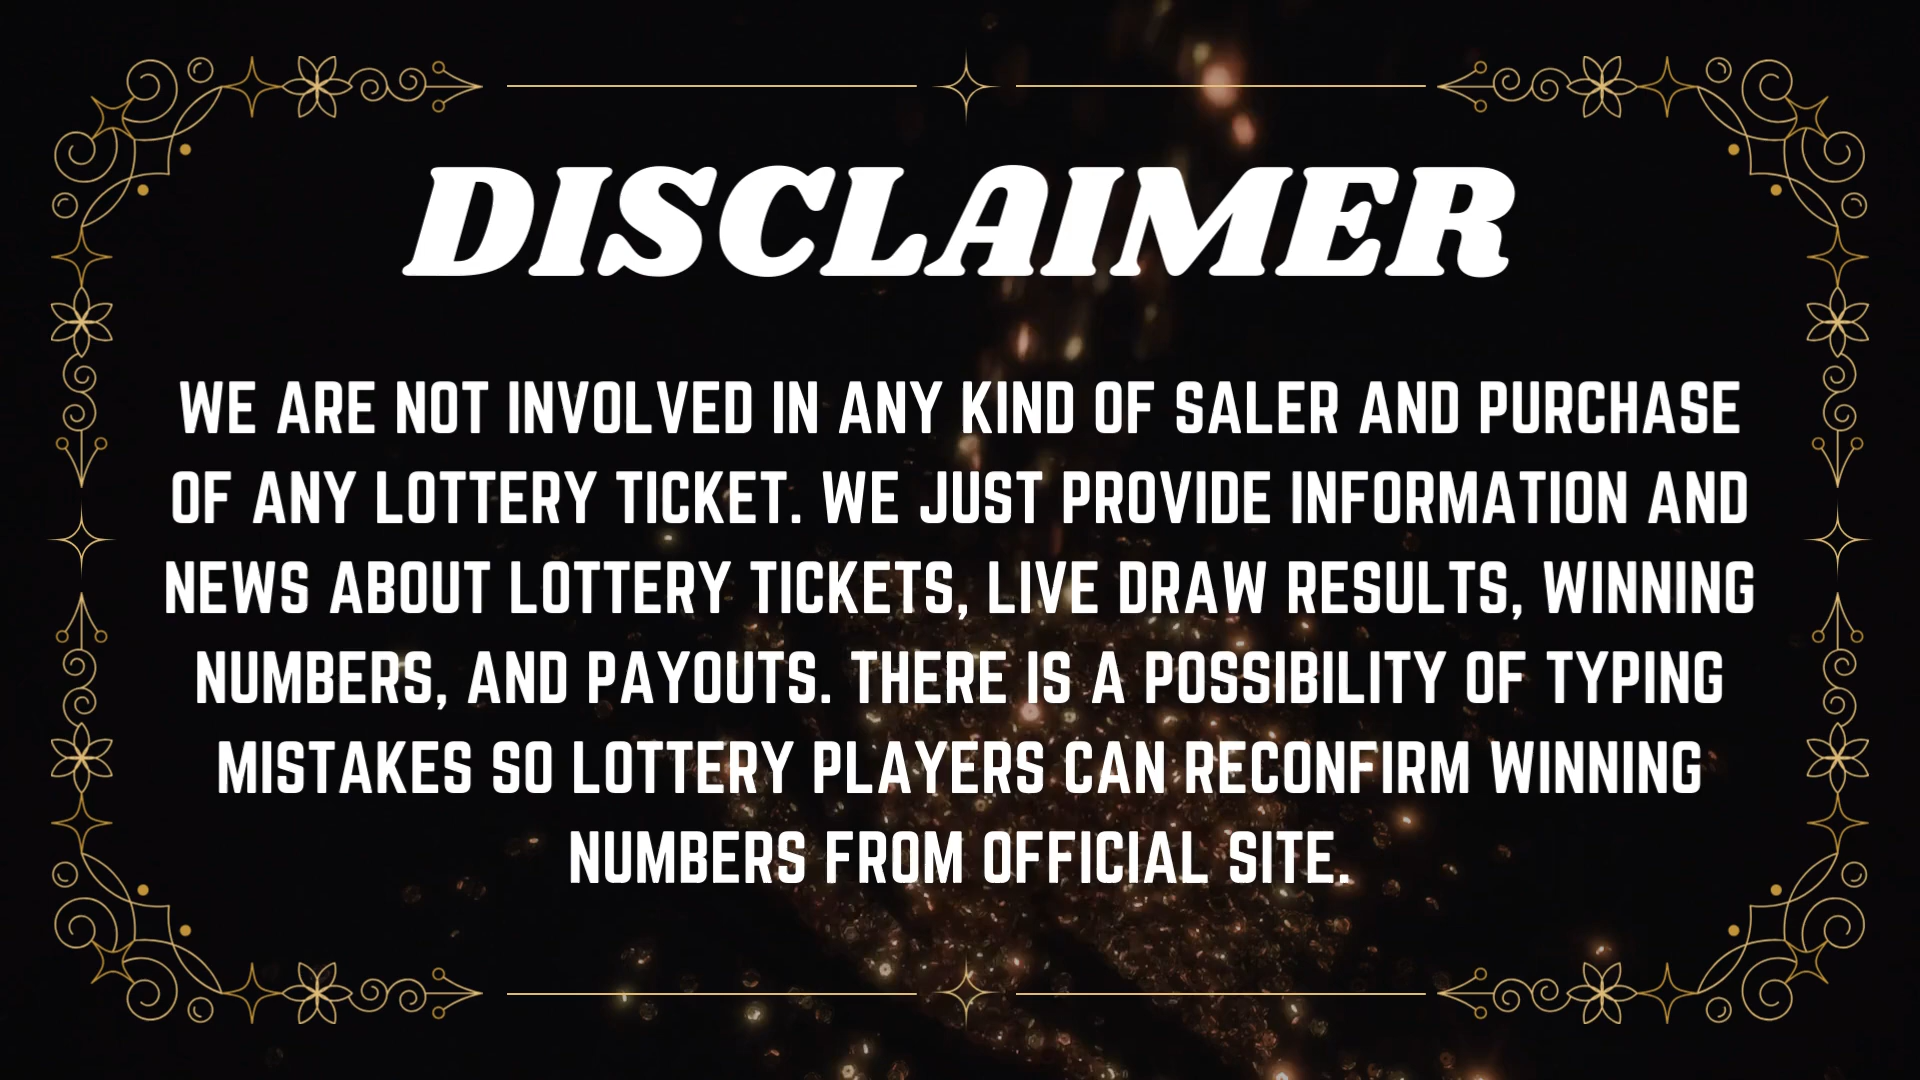 DISCLAIMER
WE ARE NOT INVOLVED IN ANY KIND OF SALER AND PURCHASE
OF ANY LOTTERY TICKET. WE JUST PROVIDE INFORMATION AND
NEWS ABOUT LOTTERY TICKETS, LIVE DRAW RESULTS, WINNING
NUMBERS, AND PAYOUTS. THERE IS A POSSIBILITY OF TYPING
MISTAKES SO LOTTERY PLAYERS CAN RECONFIRM WINNING
NUMBERS FROM OFFICIAL SITE.